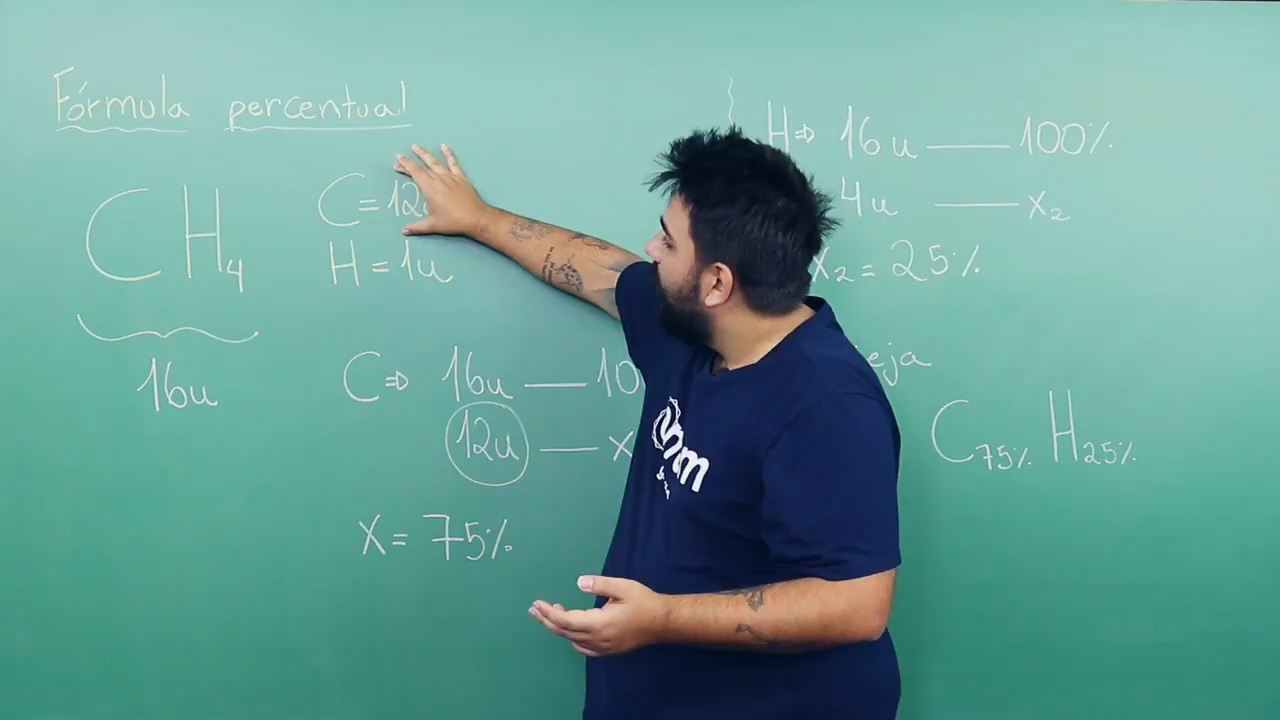 Fórmula percentual
CH₄
16u
C = 12
H = 1u
C ⇒ 16u — 10
12u — X
X = 75%
H ⇒ 16u — 100%
4u — x₂
x₂ = 25%
eja
C₇₅% H₂₅%